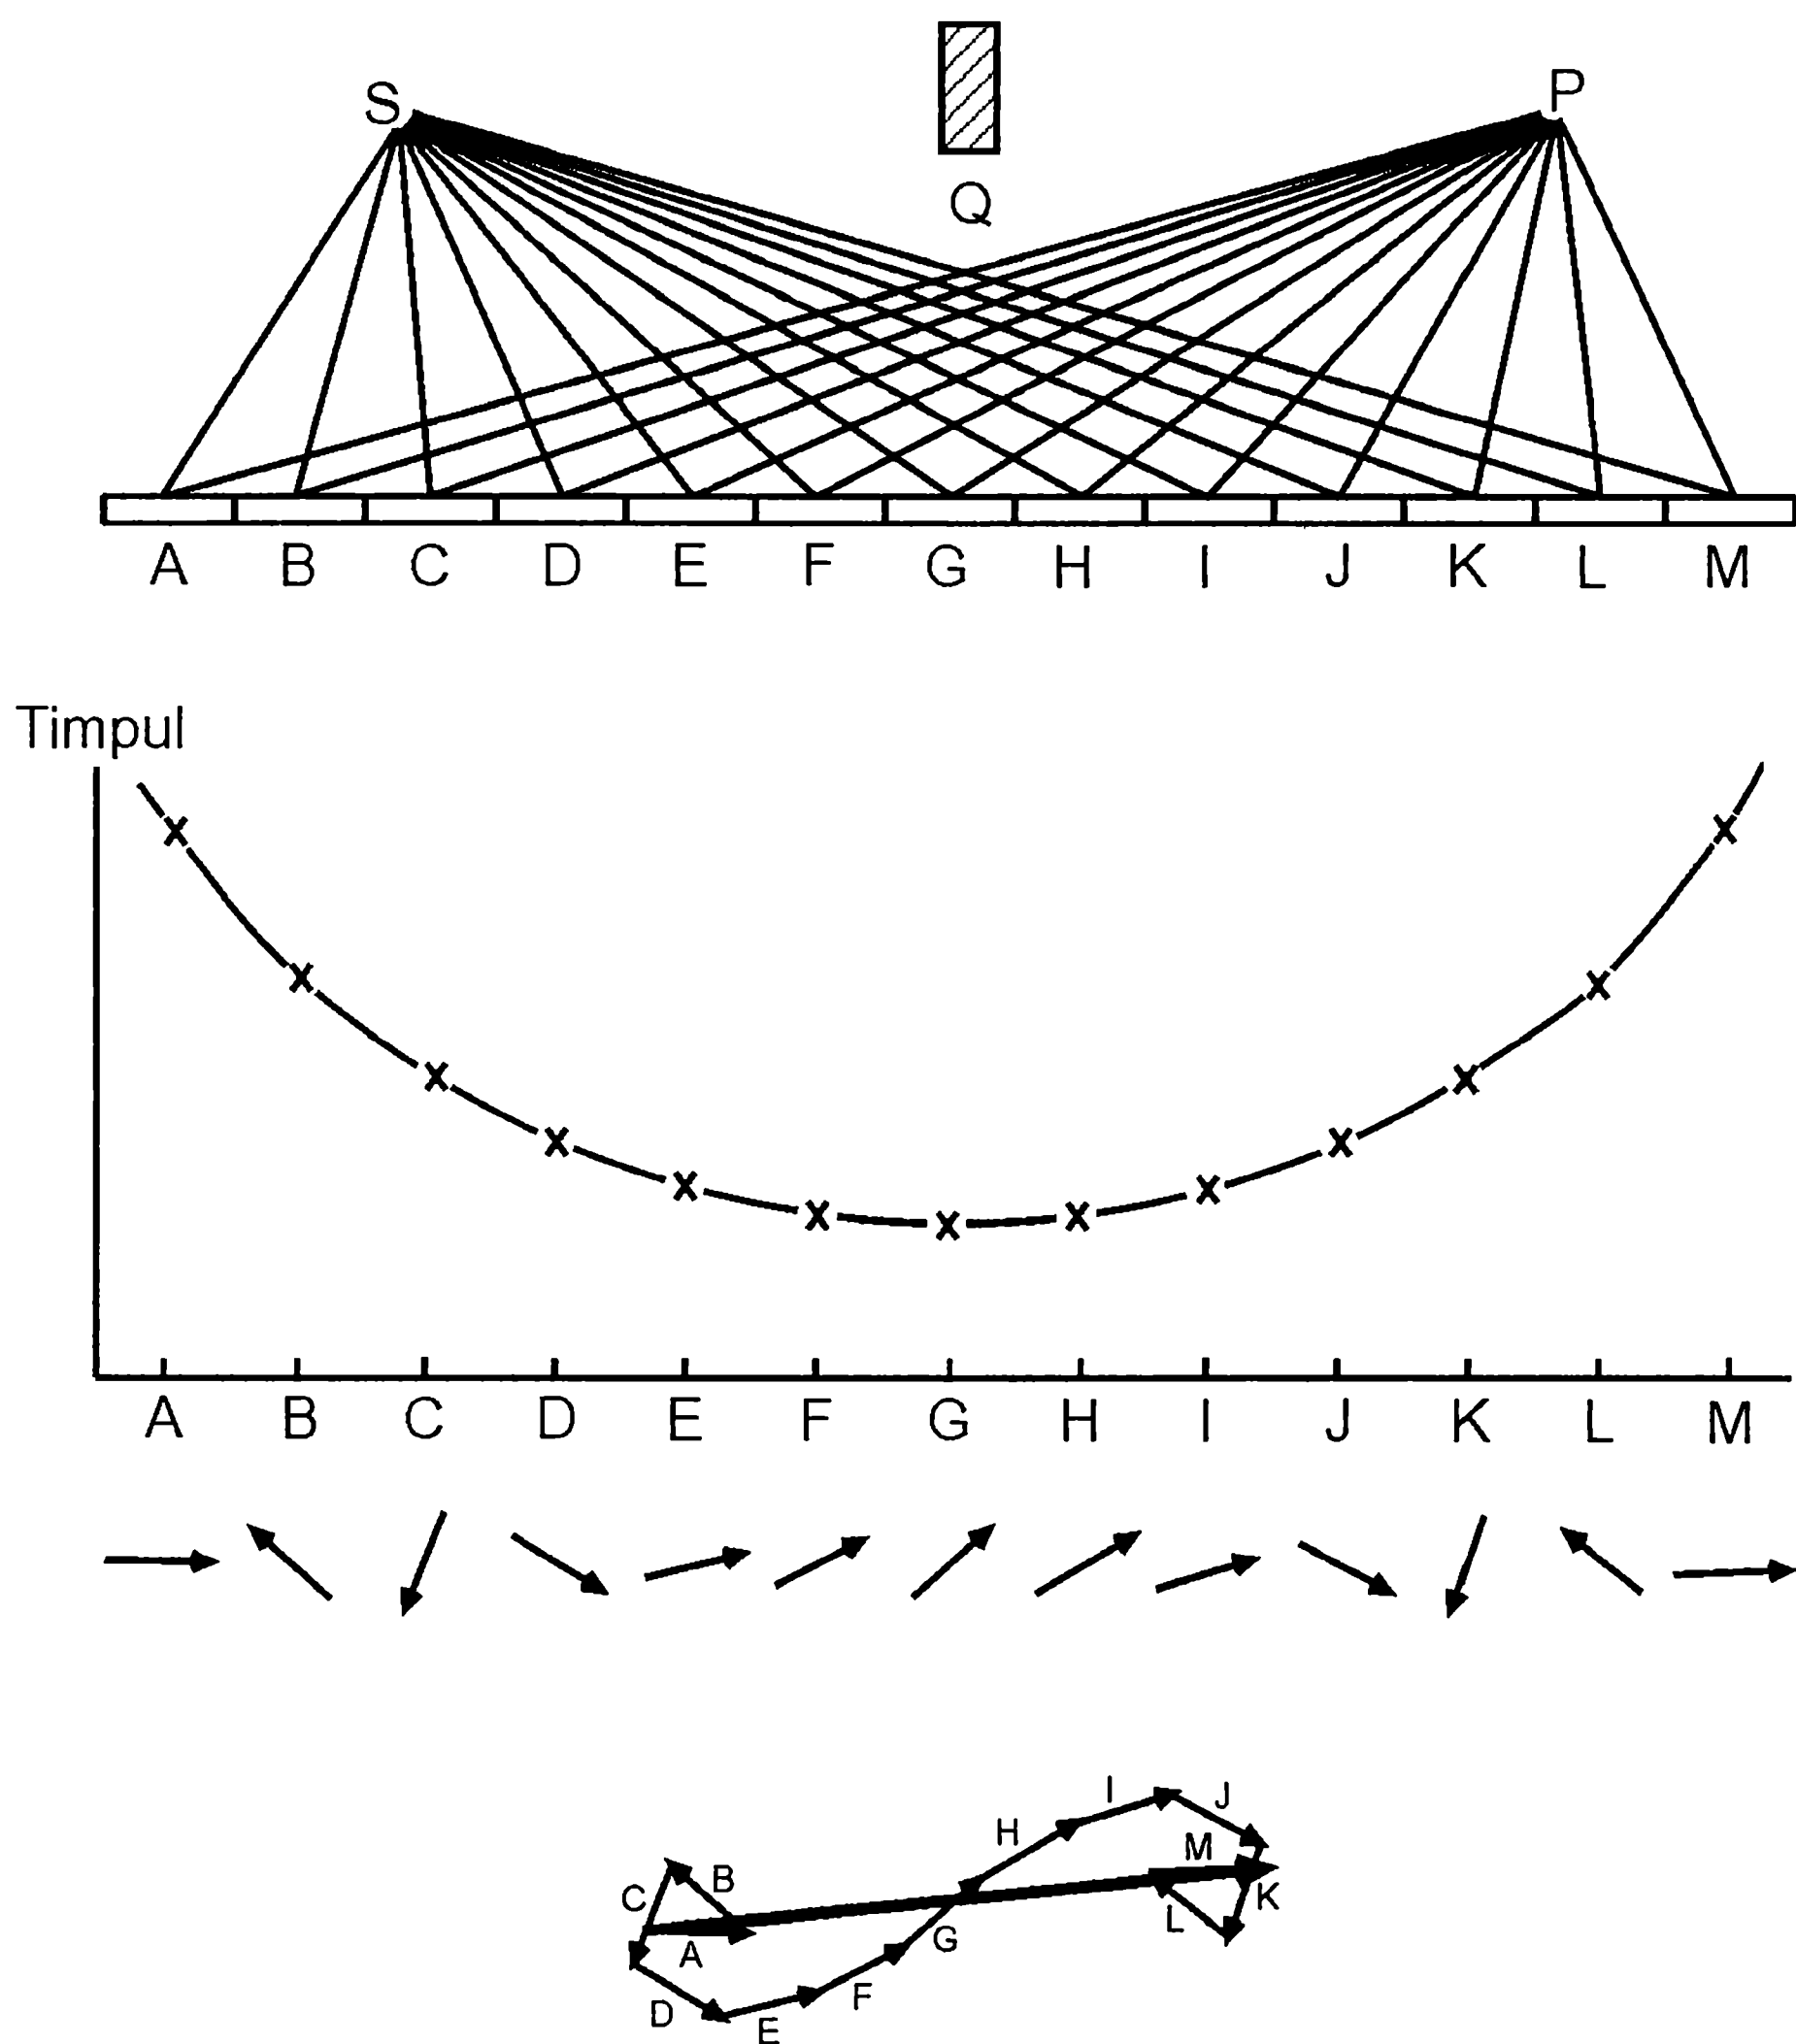 S P
Q
A B C D E F G H I J K L M
Timpul
A B C D E F G H I J K L M
I J
H M
C B K
A G L
D E F